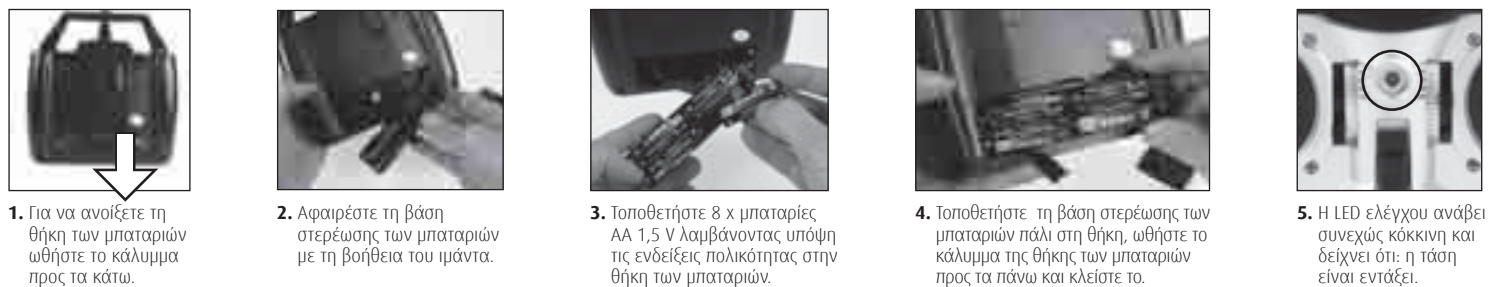 1. Για να ανοίξετε τη
θήκη των μπαταριών
ωθήστε το κάλυμμα
προς τα κάτω.
2. Αφαιρέστε τη βάση
στερέωσης των μπαταριών
με τη βοήθεια του ιμάντα.
3. Τοποθετήστε 8 x μπαταρίες
AA 1,5 V λαμβάνοντας υπόψη
τις ενδείξεις πολικότητας στην
θήκη των μπαταριών.
4. Τοποθετήστε τη βάση στερέωσης των
μπαταριών πάλι στη θήκη, ωθήστε το
κάλυμμα της θήκης των μπαταριών
προς τα πάνω και κλείστε το.
5. Η LED ελέγχου ανάβει
συνεχώς κόκκινη και
δείχνει ότι: η τάση
είναι εντάξει.